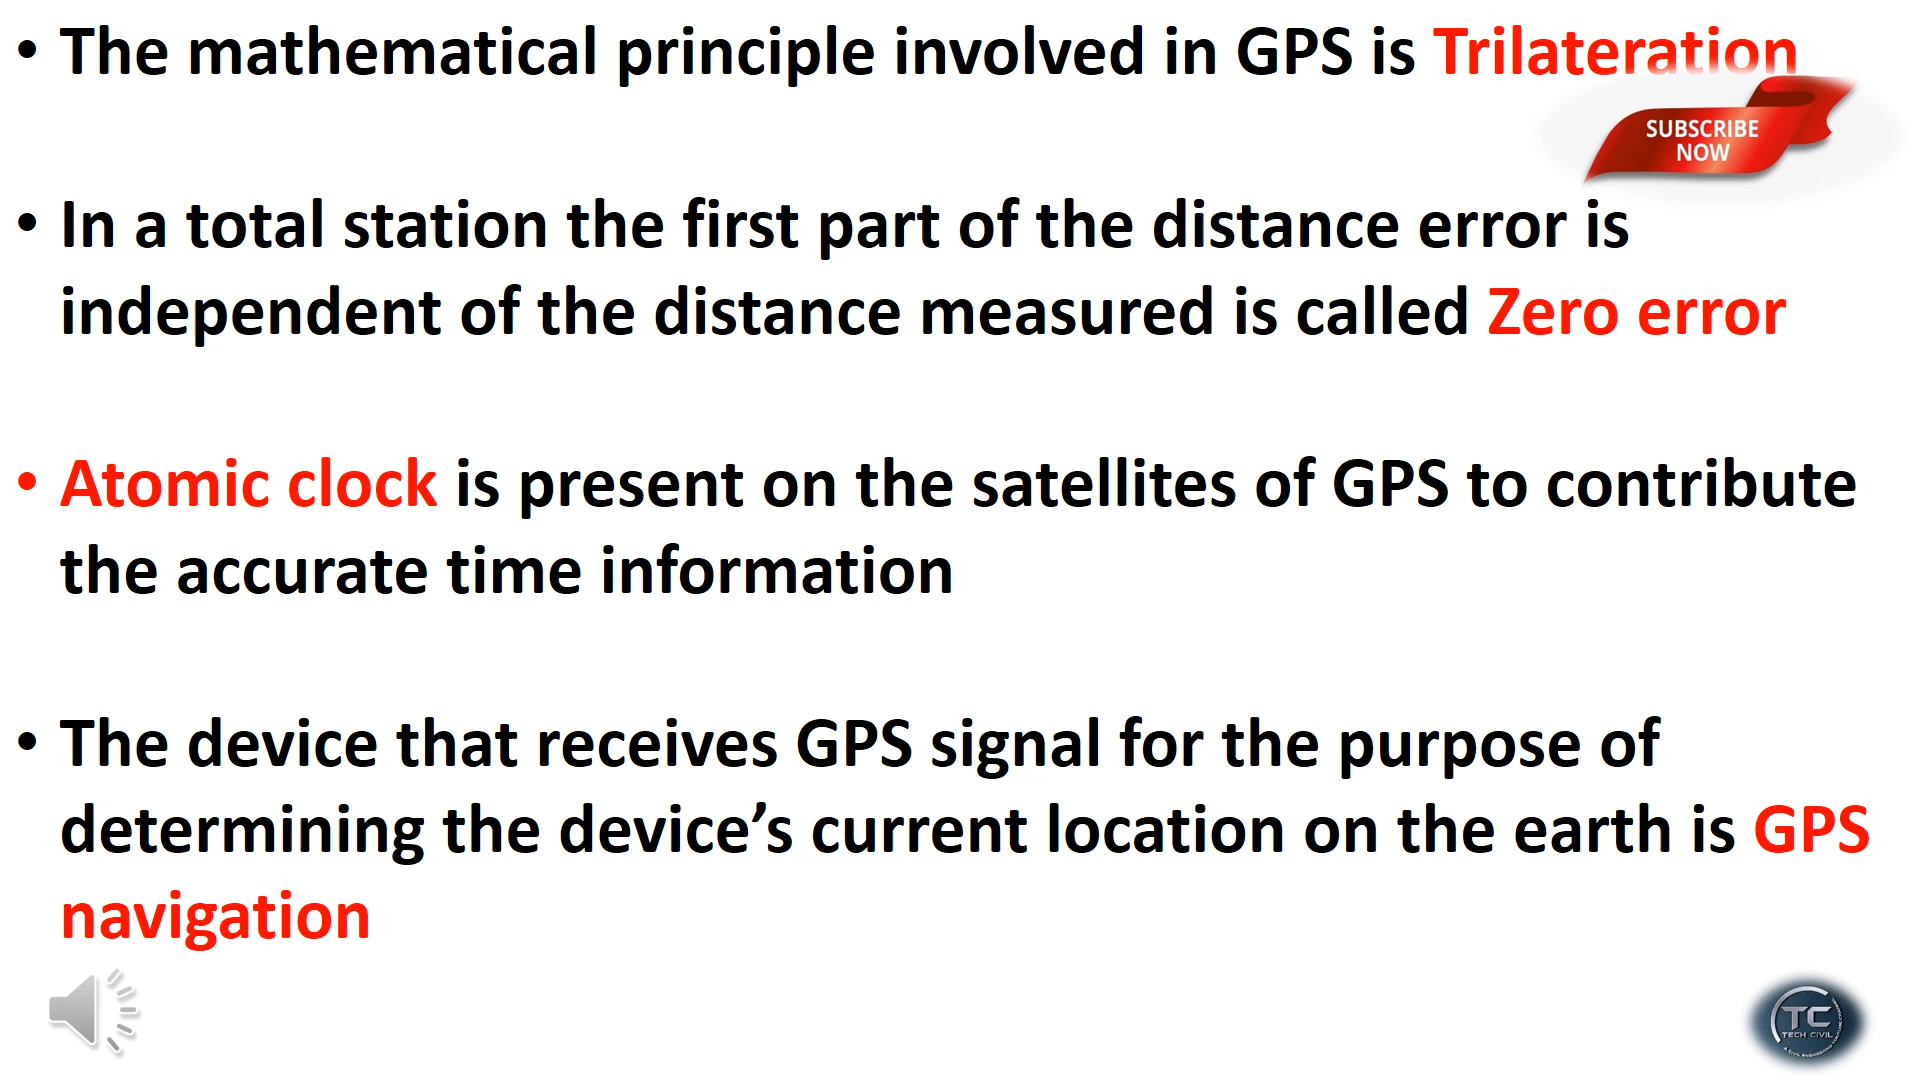 • The mathematical principle involved in GPS is Trilateration
SUBSCRIBE
NOW
• In a total station the first part of the distance error is
independent of the distance measured is called Zero error
• Atomic clock is present on the satellites of GPS to contribute
the accurate time information
• The device that receives GPS signal for the purpose of
determining the device’s current location on the earth is GPS
navigation
TC
TECH CIVIL